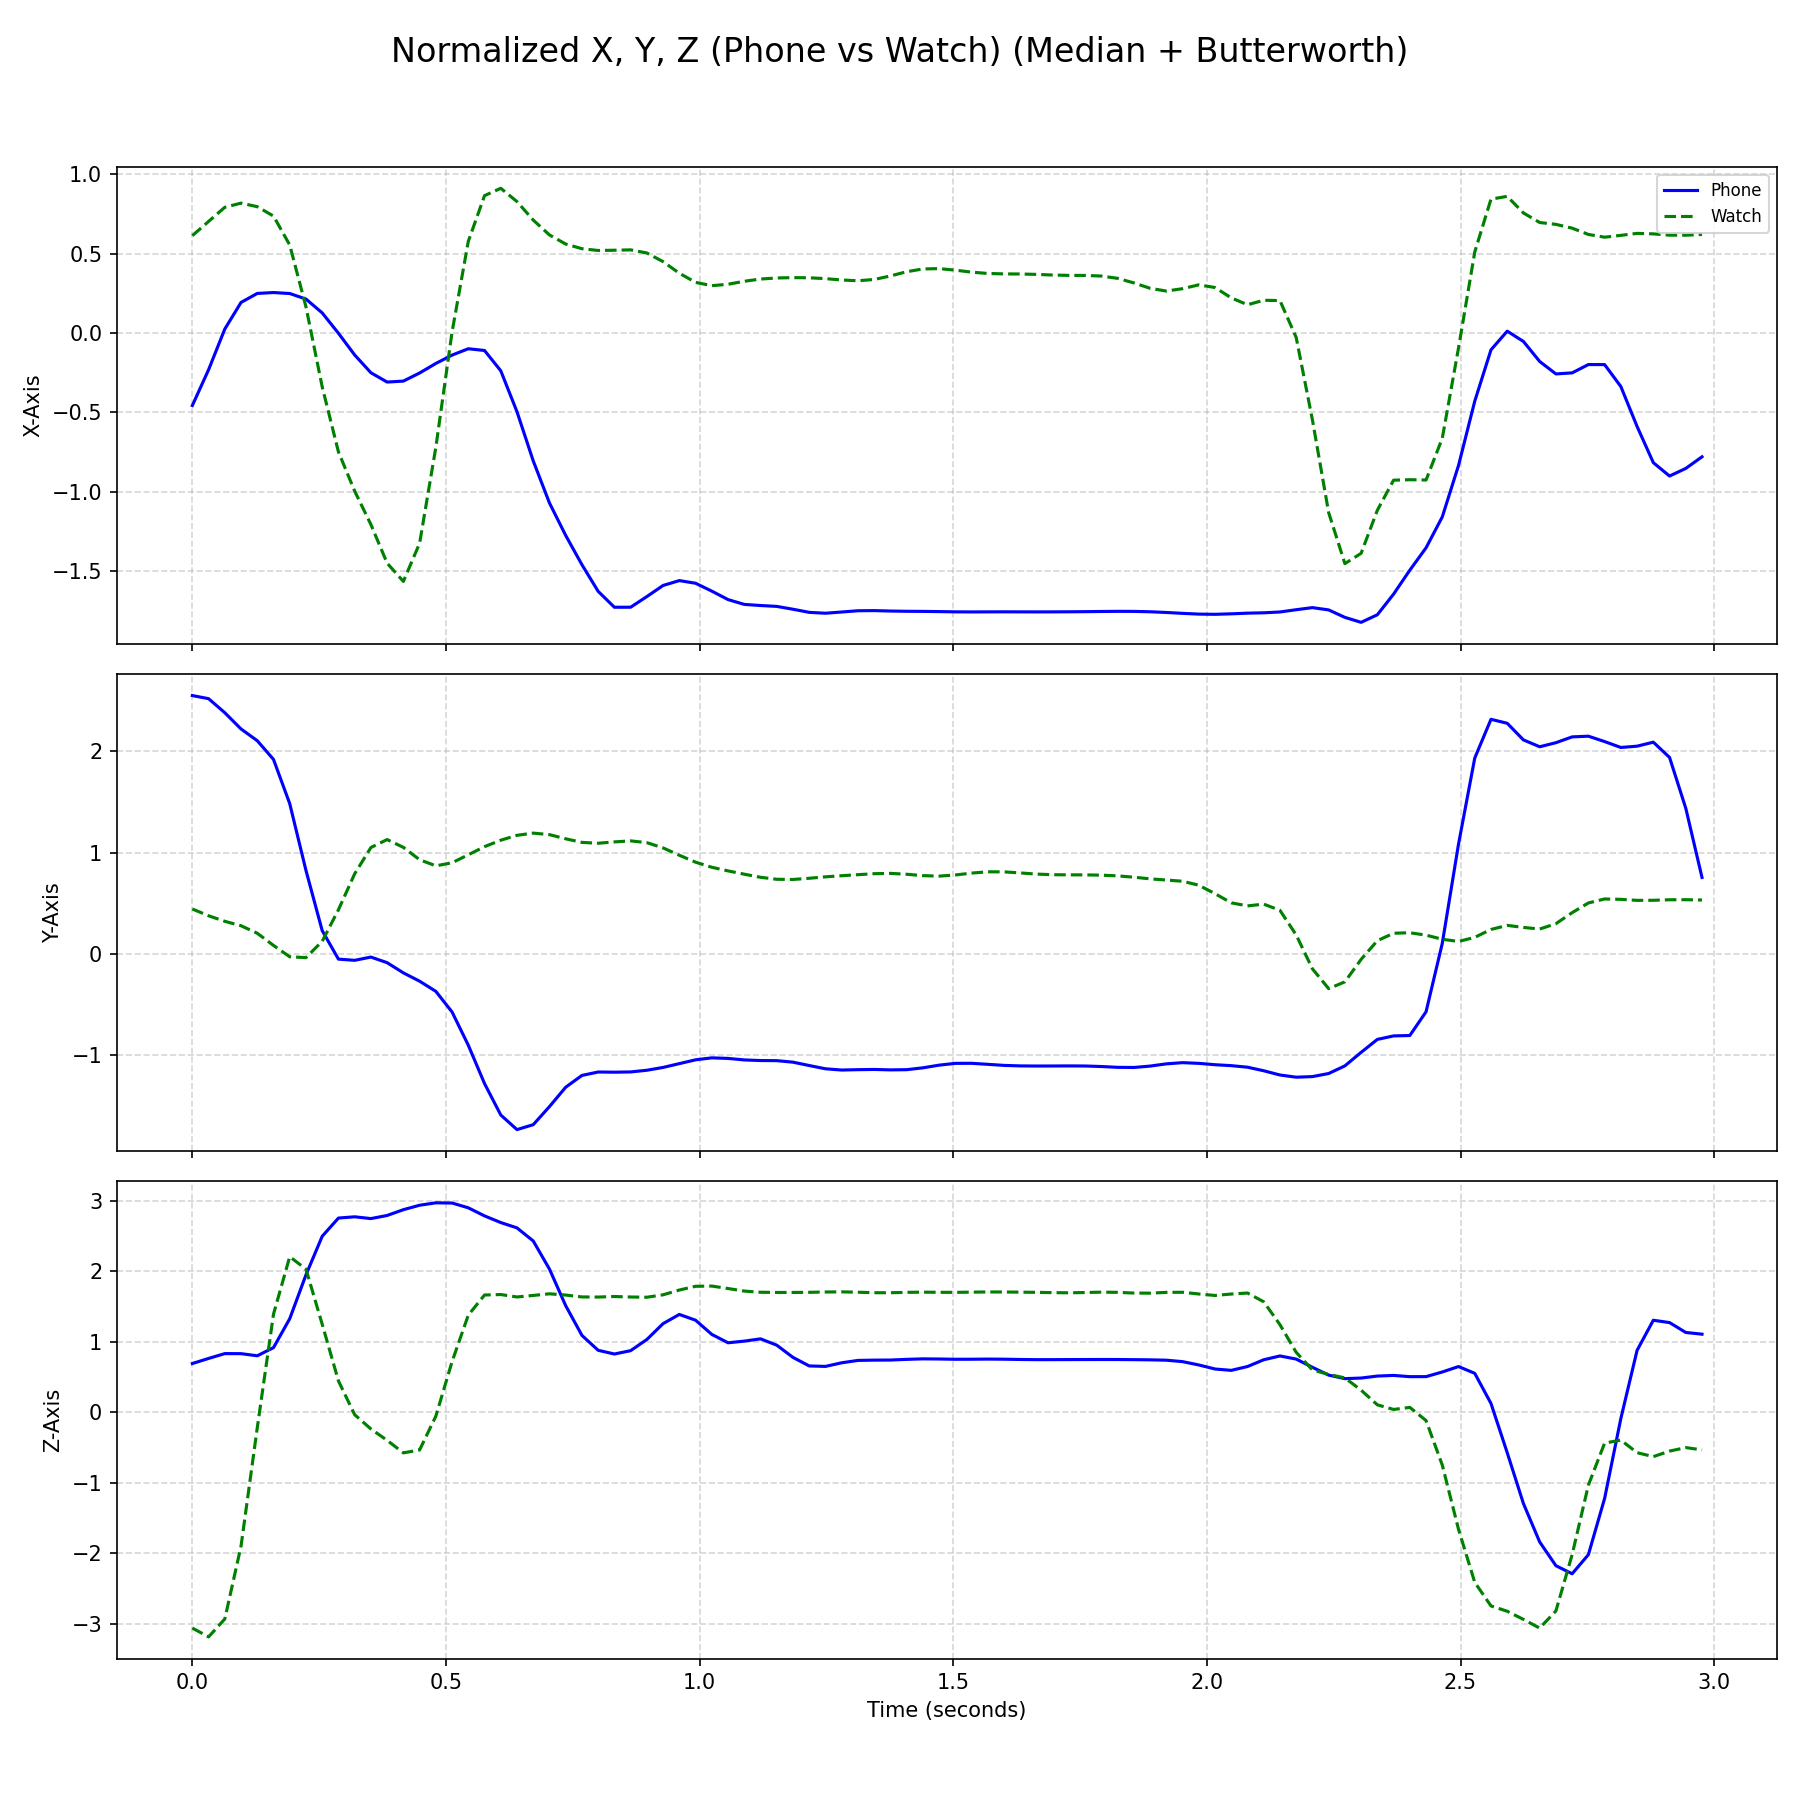 Normalized X, Y, Z (Phone vs Watch) (Median + Butterworth)
1.0
0.5
0.0
−0.5
−1.0
−1.5
X-Axis
Phone
Watch
2
1
0
−1
Y-Axis
3
2
1
0
−1
−2
−3
Z-Axis
0.0 0.5 1.0 1.5 2.0 2.5 3.0
Time (seconds)